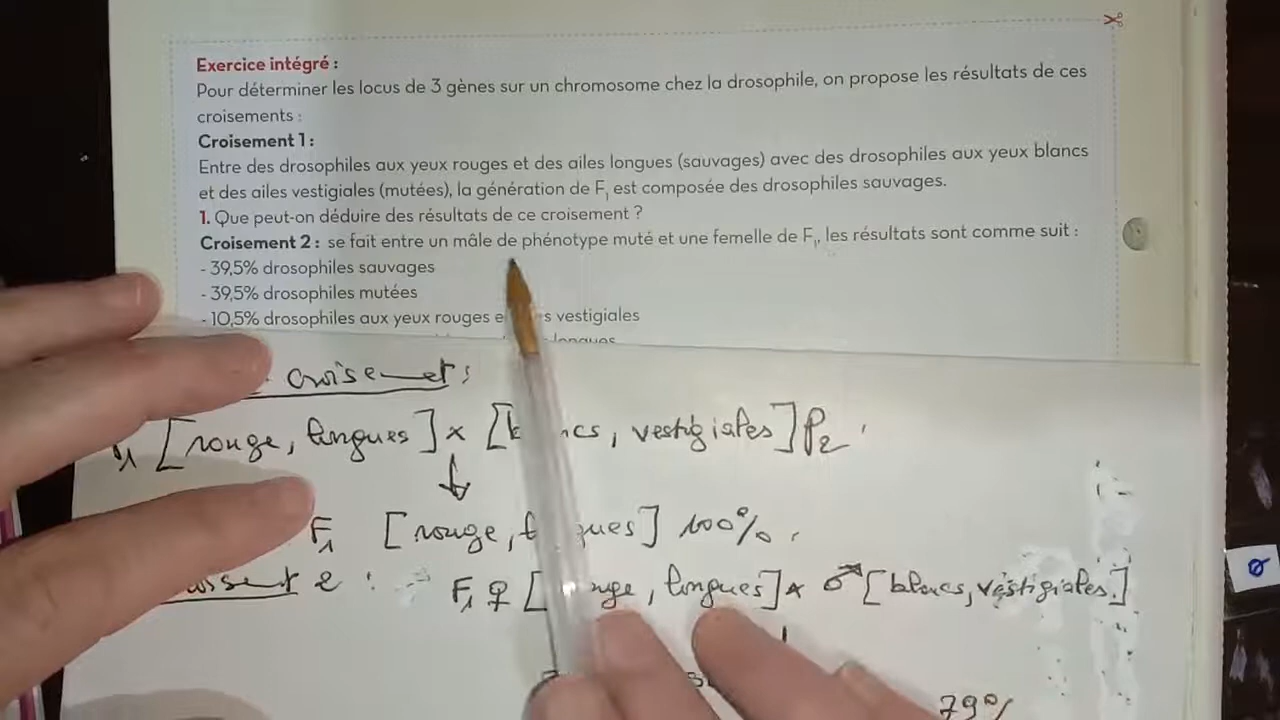 Exercice intégré :
Pour déterminer les locus de 3 gènes sur un chromosome chez la drosophile, on propose les résultats de ces
croisements :
Croisement 1 :
Entre des drosophiles aux yeux rouges et des ailes longues (sauvages) avec des drosophiles aux yeux blancs
et des ailes vestigiales (mutées), la génération de F₁ est composée des drosophiles sauvages.
1. Que peut-on déduire des résultats de ce croisement ?
Croisement 2 : se fait entre un mâle de phénotype muté et une femelle de F₁, les résultats sont comme suit :
- 39,5% drosophiles sauvages
- 39,5% drosophiles mutées
- 10,5% drosophiles aux yeux rouges vestigiales
longues
croisement :
[rouge, longues] × [ , vestigiales] P₂
F₁ [rouge, ] 100%.
2 : F₁ ♀ [ , longues] × ♂ [blancs, vestigiales]
79%